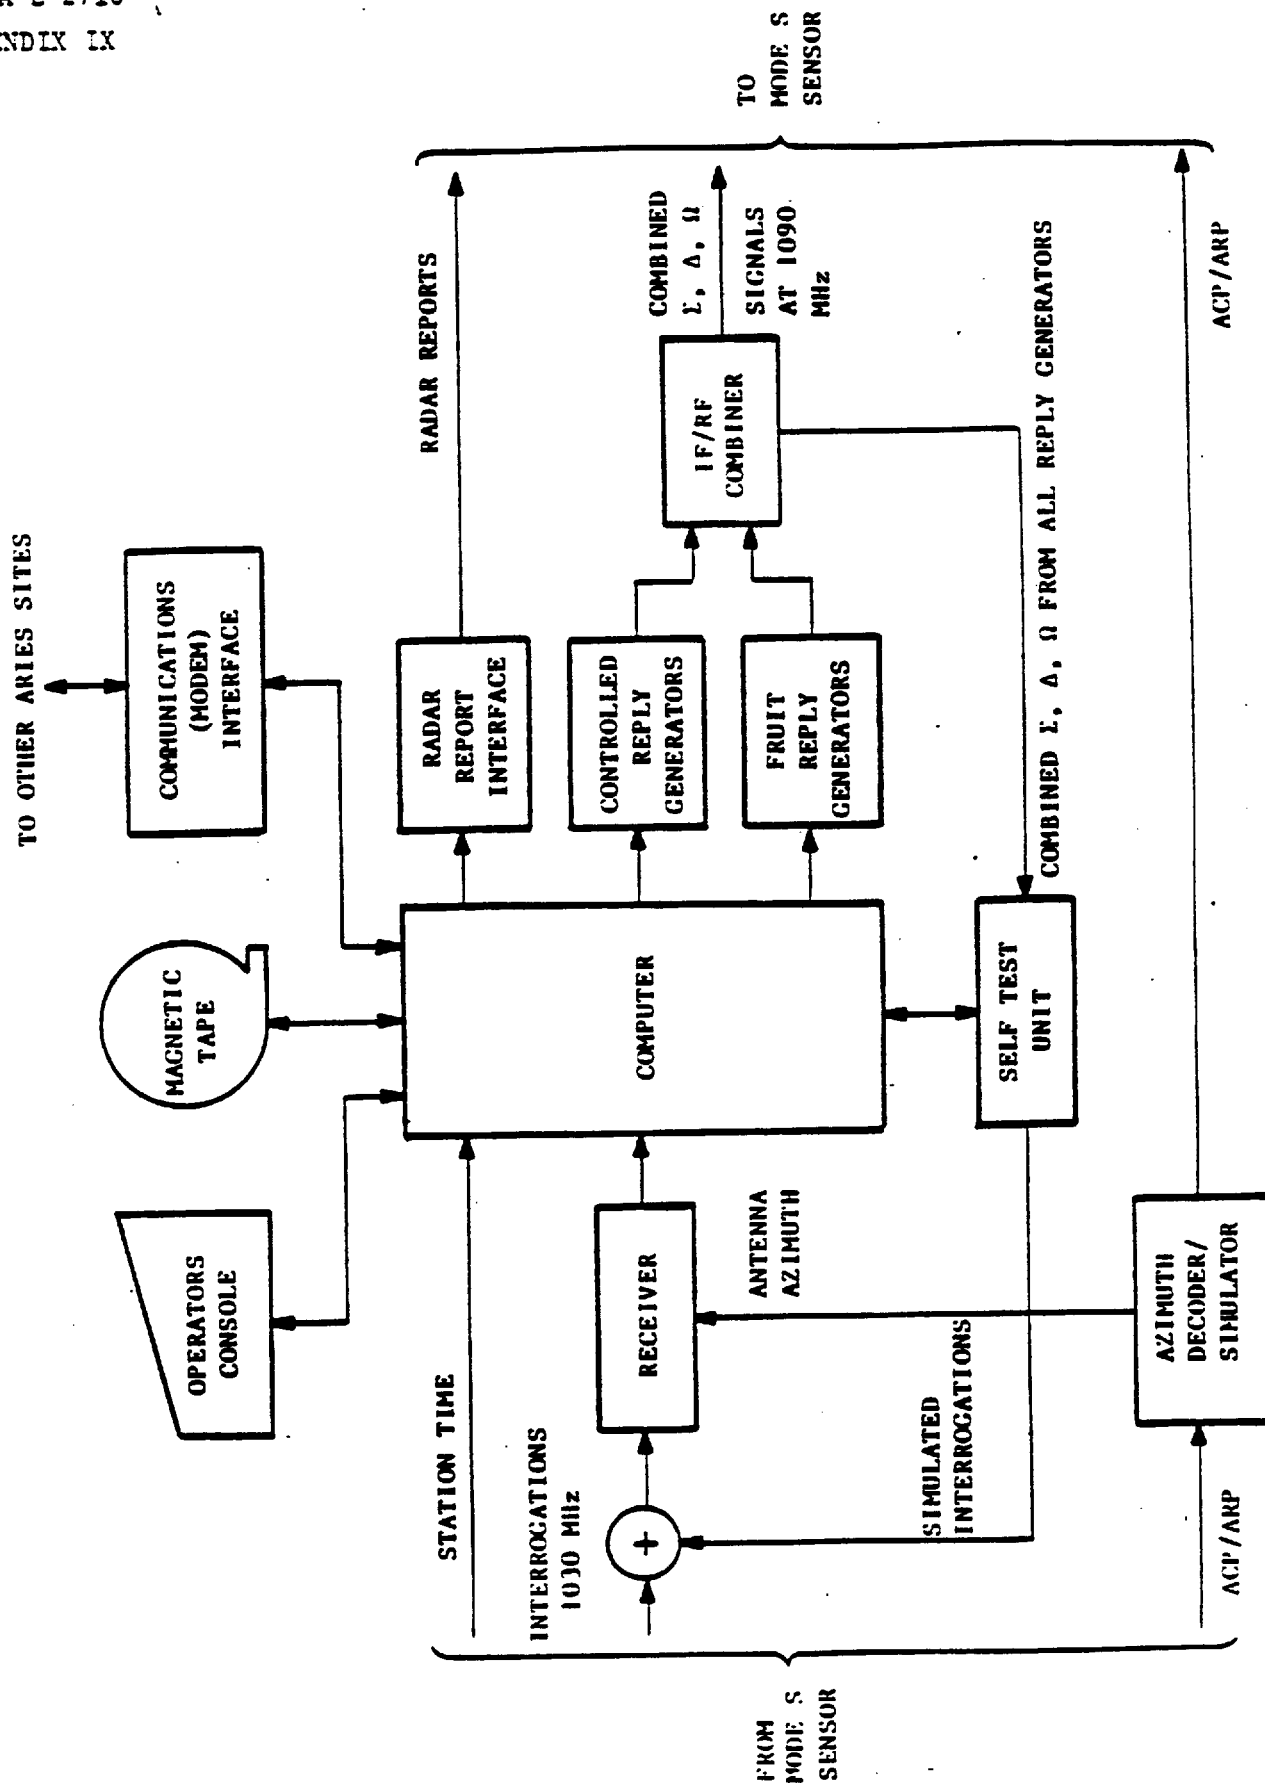 NDIX IX
TO OTHER ARIES SITES
OPERATORS
CONSOLE
MAGNETIC
TAPE
COMMUNICATIONS
(MODEM)
INTERFACE
STATION TIME
INTERROGATIONS
1030 MHz
+
RECEIVER
ANTENNA
AZIMUTH
SIMULATED
INTERROGATIONS
COMPUTER
SELF TEST
UNIT
RADAR
REPORT
INTERFACE
CONTROLLED
REPLY
GENERATORS
FRUIT
REPLY
GENERATORS
IF/RF
COMBINER
RADAR REPORTS
COMBINED
Σ, Δ, Ω
SIGNALS
AT 1090
MHz
COMBINED Σ, Δ, Ω FROM ALL REPLY GENERATORS
AZIMUTH
DECODER/
SIMULATOR
ACP/ARP
ACP/ARP
FROM
MODE S
SENSOR
TO
MODE S
SENSOR